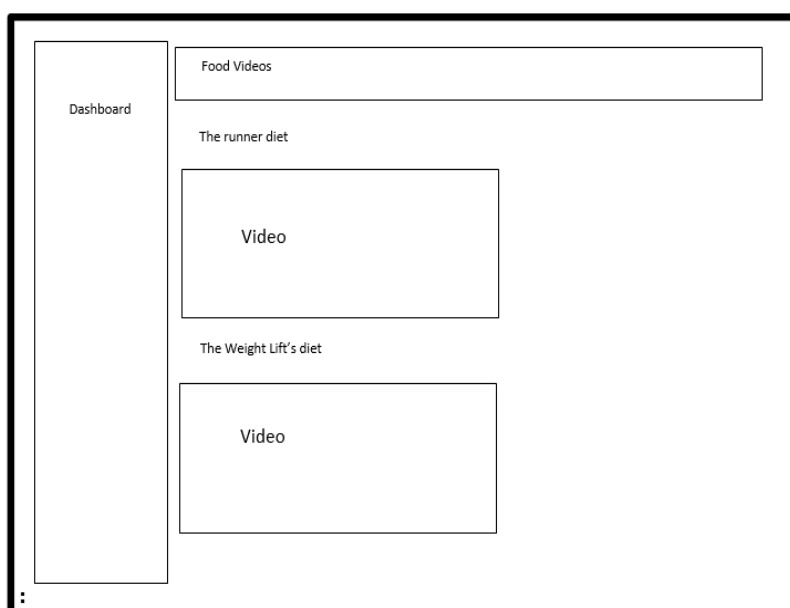 Food Videos
Dashboard
The runner diet
Video
The Weight Lift’s diet
Video
: